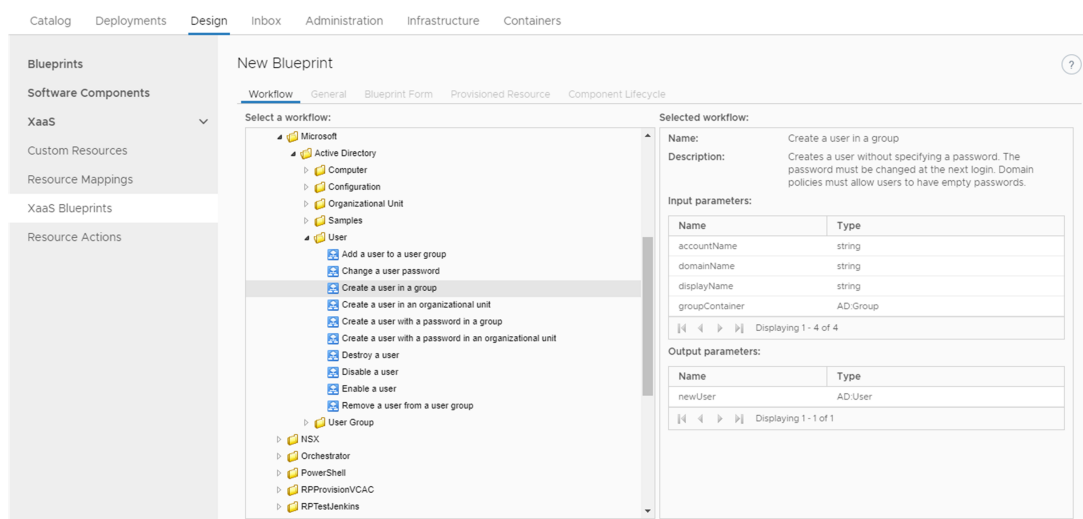 Catalog Deployments Design Inbox Administration Infrastructure Containers
Blueprints
Software Components
XaaS
Custom Resources
Resource Mappings
XaaS Blueprints
Resource Actions
New Blueprint
?
Workflow General Blueprint Form Provisioned Resource Component Lifecycle
Select a workflow:
Microsoft
Active Directory
Computer
Configuration
Organizational Unit
Samples
User
Add a user to a user group
Change a user password
Create a user in a group
Create a user in an organizational unit
Create a user with a password in a group
Create a user with a password in an organizational unit
Destroy a user
Disable a user
Enable a user
Remove a user from a user group
User Group
NSX
Orchestrator
PowerShell
RPProvisionVCAC
RPTestJenkins
Selected workflow:
Name: Create a user in a group
Description: Creates a user without specifying a password. The
password must be changed at the next login. Domain
policies must allow users to have empty passwords.
Input parameters:
Name Type
accountName string
domainName string
displayName string
groupContainer AD:Group
Displaying 1 - 4 of 4
Output parameters:
Name Type
newUser AD:User
Displaying 1 - 1 of 1